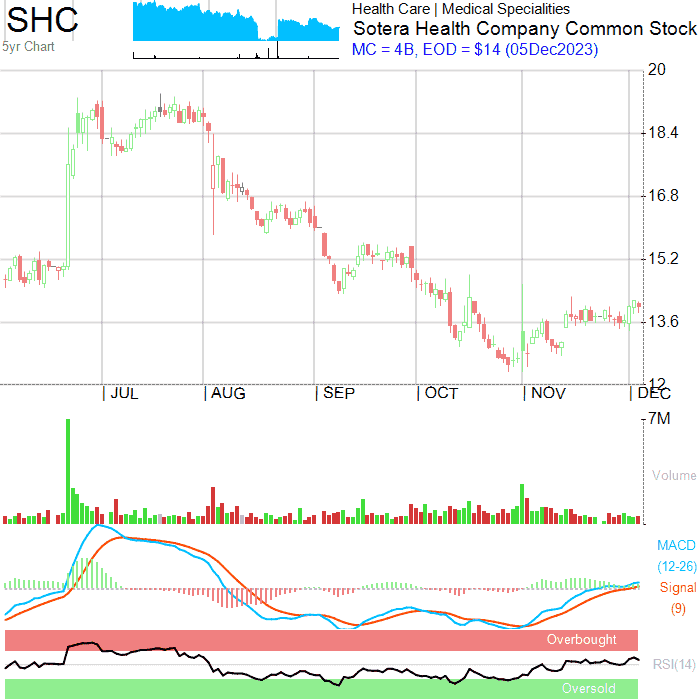 SHC
5yr Chart
Health Care | Medical Specialities
Sotera Health Company Common Stock
MC = 4B, EOD = $14 (05Dec2023)
20
18.4
16.8
15.2
13.6
12
| JUL | AUG | SEP | OCT | NOV | DEC
7M
Volume
MACD
(12-26)
Signal
(9)
Overbought
RSI(14)
Oversold